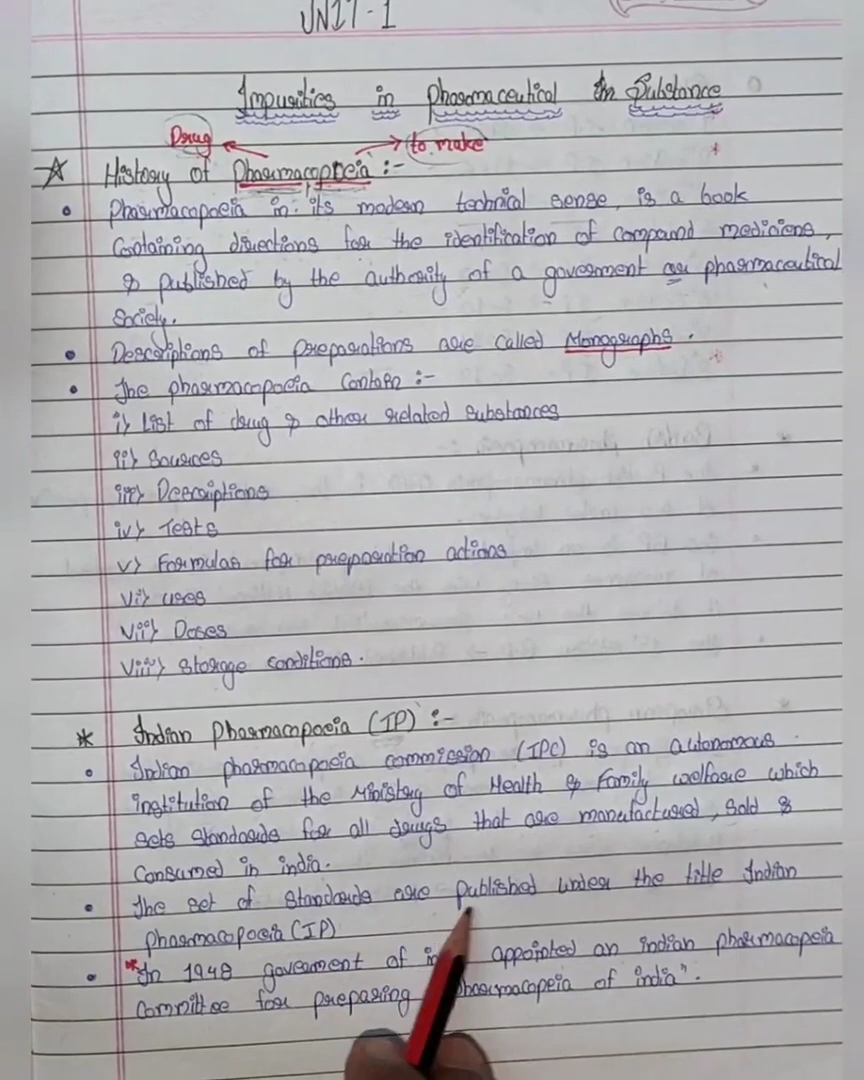 UNIT-1
Impurities in pharmaceutical Substance
Drug to make
History of Pharmacopoeia :-
• Pharmacopoeia in its modern technical sense, is a book
Containing directions for the identification of compound mediciens,
& published by the authority of a goverment or pharmaceutical
Society.
• Descriptions of preparations are called Monographs.
• The pharmacopoeia contain :-
i) List of drug & other related substances
ii) Sources
iii) Descriptions
iv) Tests
v) Formulas for preparation actions
vi) uses
vii) Doses
viii) Storage conditions.
* Indian Pharmacopoeia (IP) :-
• Indian pharmacopoeia commission (IPC) is an autonomous
institution of the Ministry of Health & Family welfare which
sets standards for all drugs that are manufactured, sold &
Consumed in india.
• The set of standards are published under the title Indian
pharmacopoeia (IP)
• *"In 1948 goverment of appointed an indian pharmacopeia
Committee for preparing pharmacopeia of india".